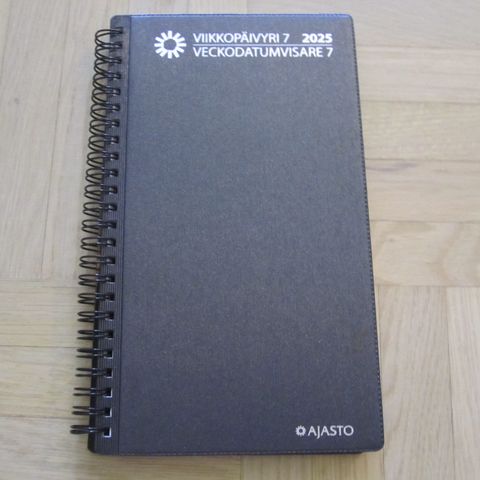 VIIKKOPÄIVYRI 7 2025
VECKODATUMVISARE 7
AJASTO